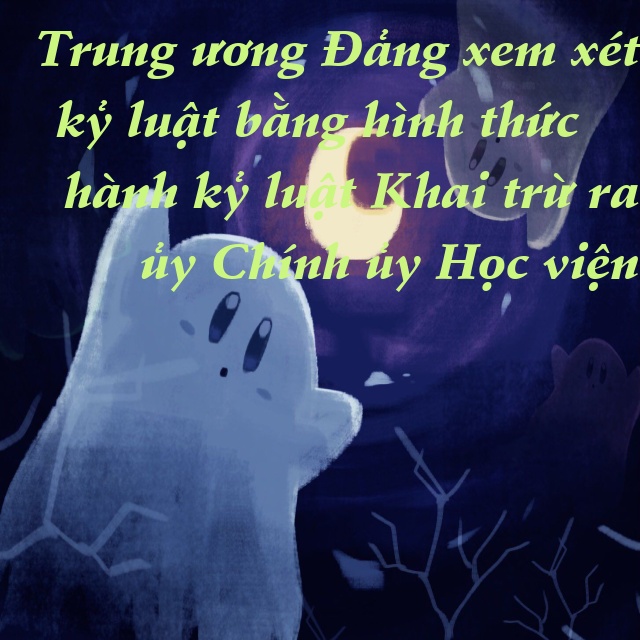 Trung ương Đảng xem xét
kỷ luật bằng hình thức
hành kỷ luật Khai trừ ra
ủy Chính ủy Học viện